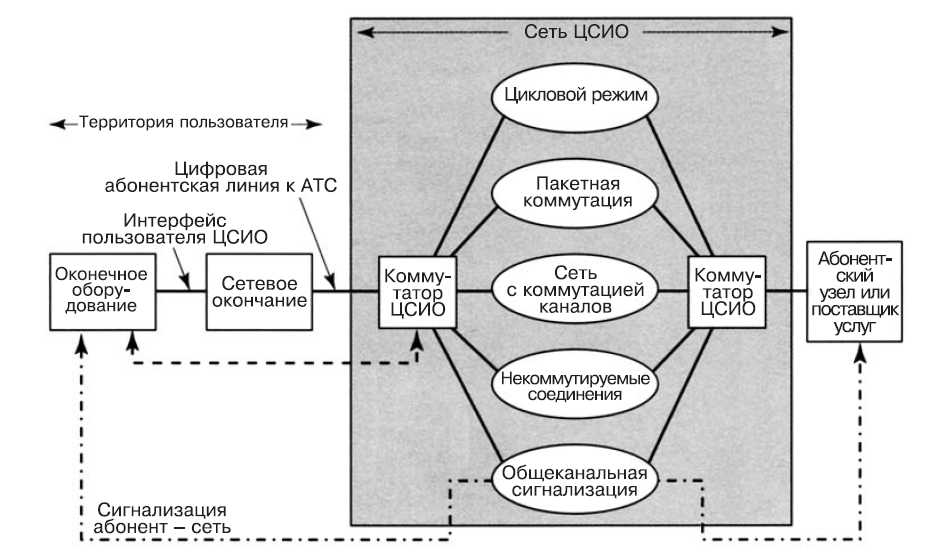 Сеть ЦСИО
Цикловой режим
Территория пользователя
Цифровая
абонентская линия к АТС
Пакетная
коммутация
Интерфейс
пользователя ЦСИО
Оконечное
обору-
дование
Сетевое
окончание
Комму-
татор
ЦСИО
Сеть
с коммутацией
каналов
Комму-
татор
ЦСИО
Абонент-
ский
узел или
поставщик
услуг
Некоммутируемые
соединения
Общеканальная
сигнализация
Сигнализация
абонент – сеть